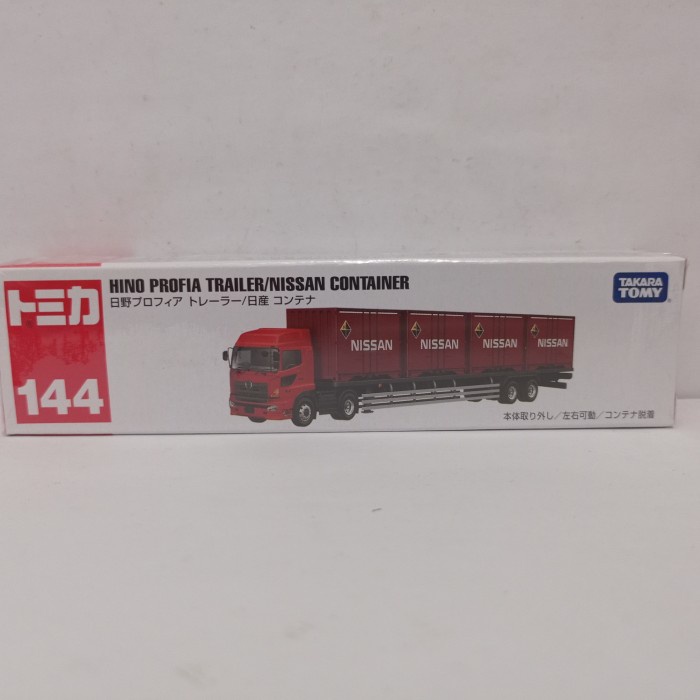 トミカ
144
HINO PROFIA TRAILER/NISSAN CONTAINER
日野プロフィア トレーラー/日産 コンテナ
TAKARA
TOMY
NISSAN
NISSAN
NISSAN
NISSAN
本体取り外し/左右可動/コンテナ脱着